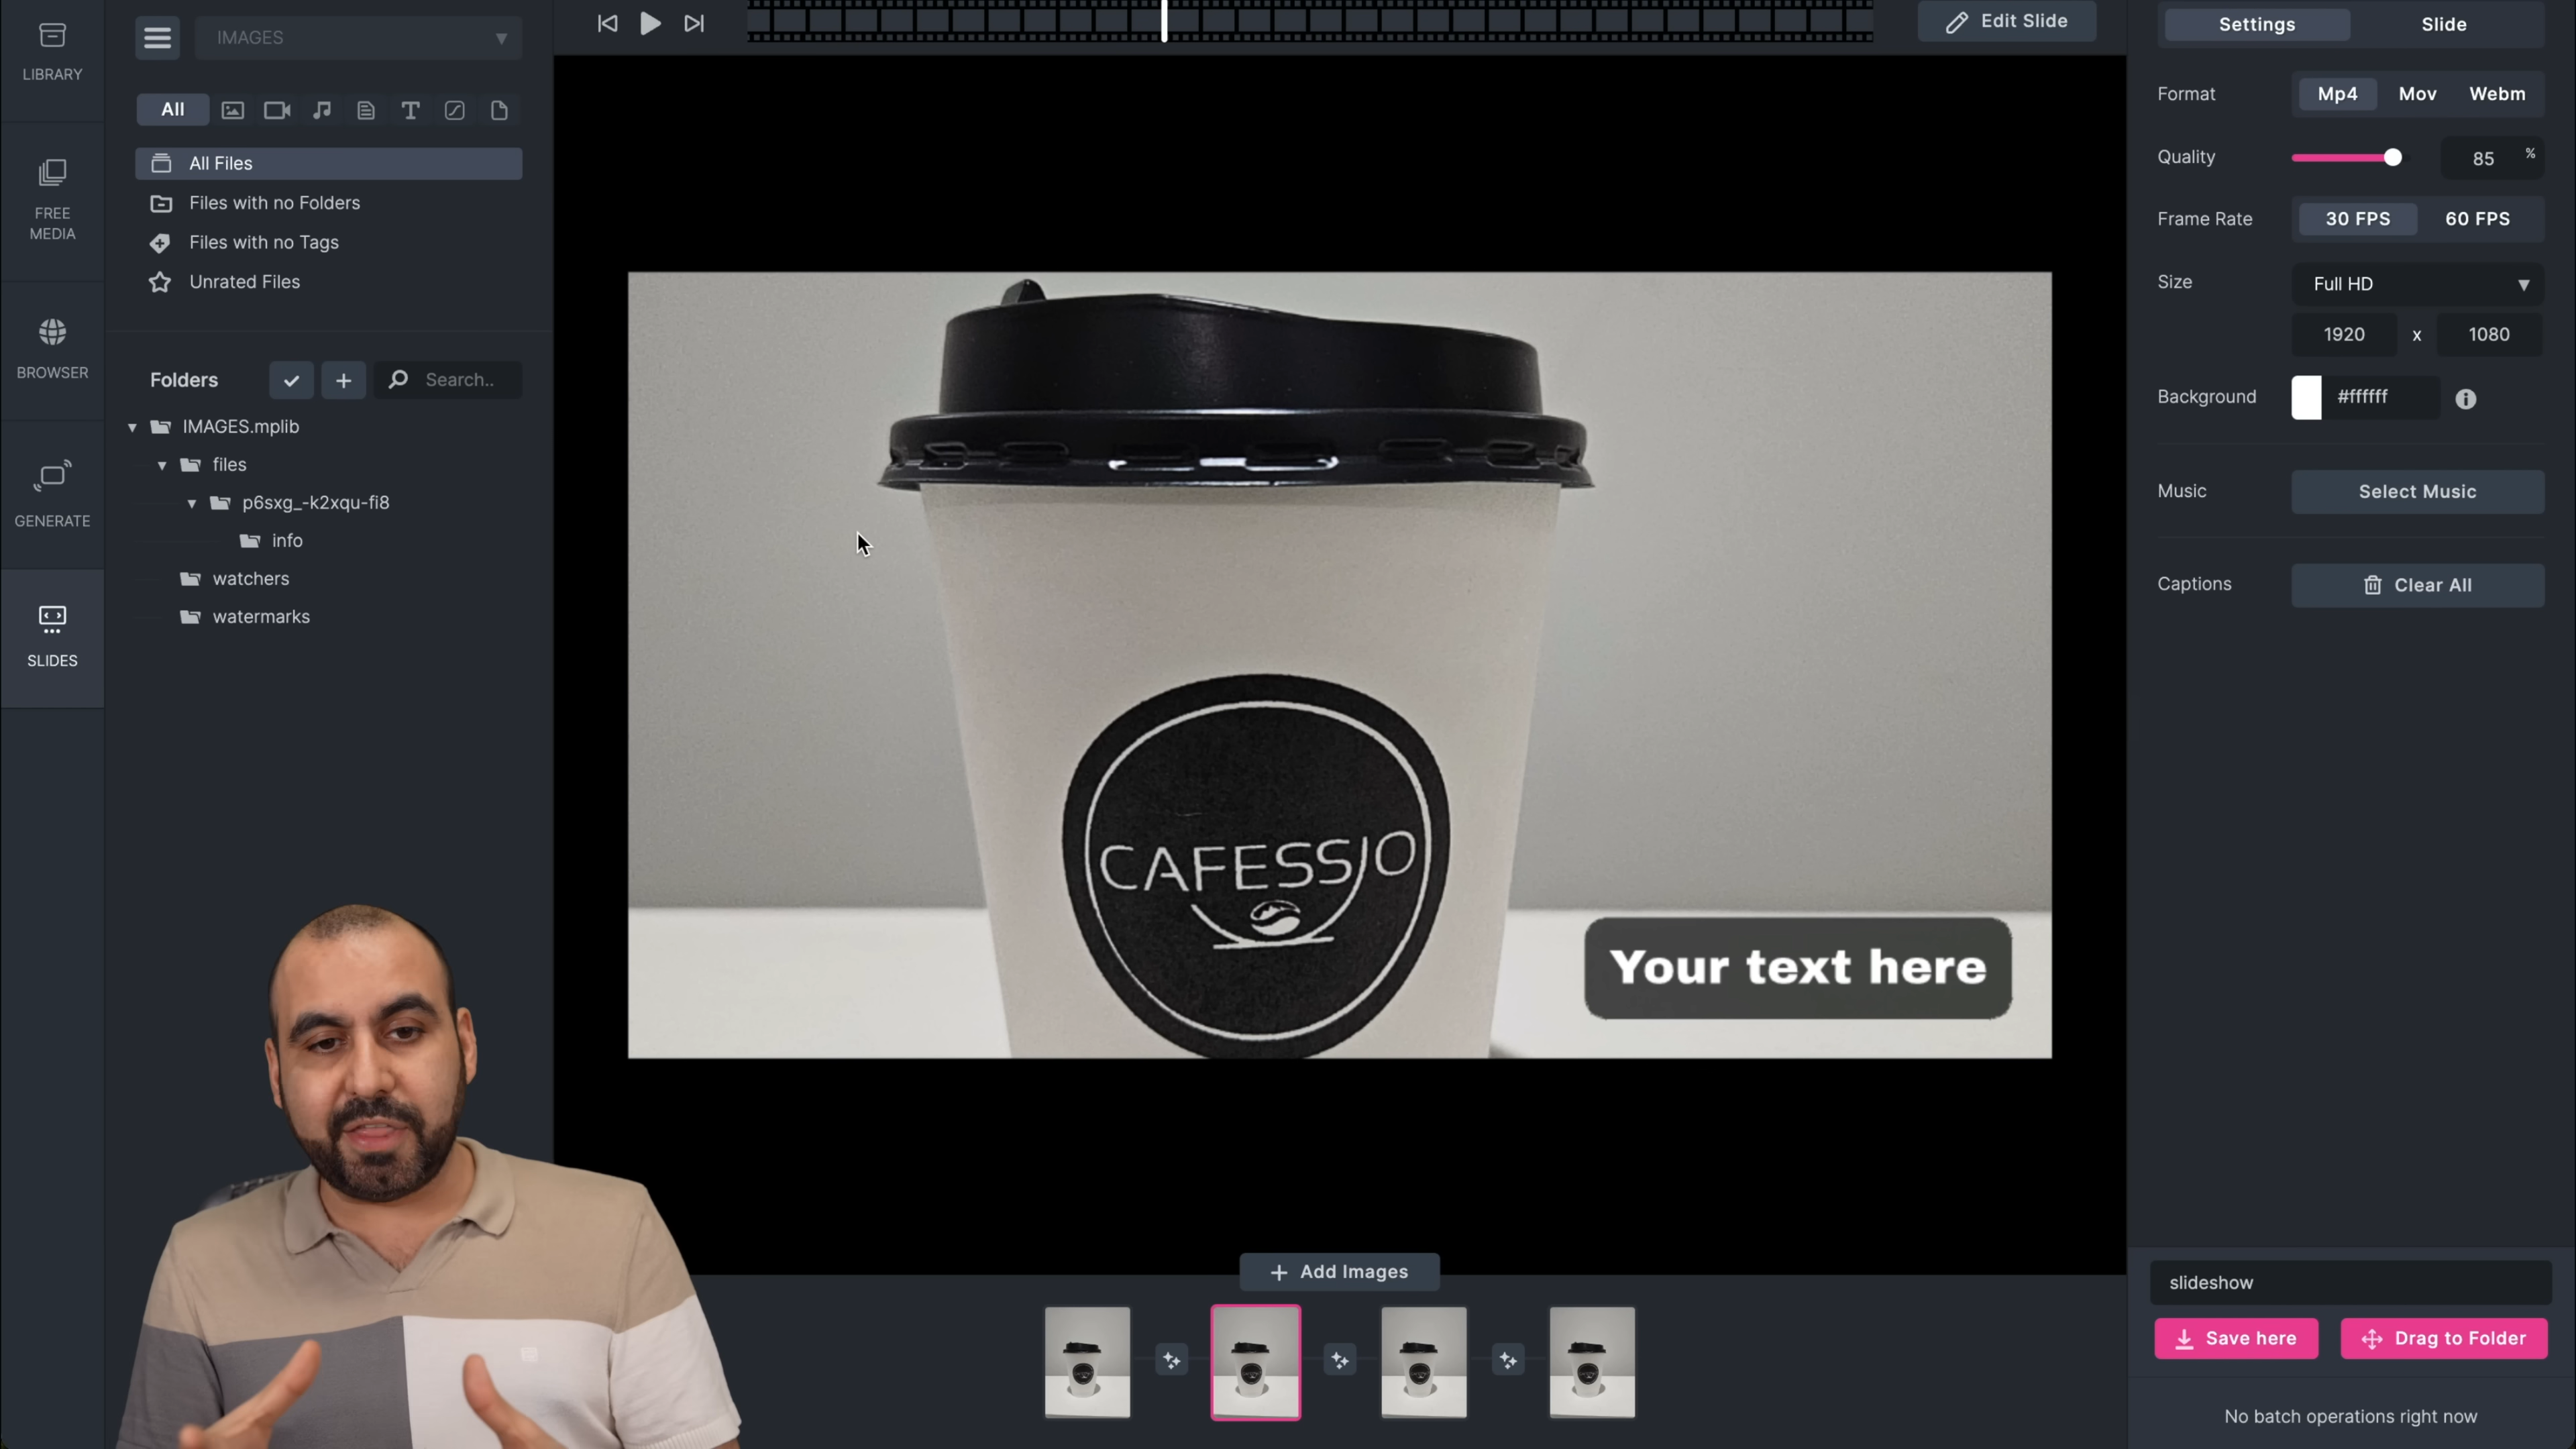 LIBRARY
FREE
MEDIA
BROWSER
GENERATE
SLIDES
IMAGES
All
All Files
Files with no Folders
Files with no Tags
Unrated Files
Folders
Search..
IMAGES.mplib
files
p6sxg_-k2xqu-fi8
info
watchers
watermarks
Edit Slide
CAFESSJO
Your text here
Add Images
Settings Slide
Format Mp4 Mov Webm
Quality 85 %
Frame Rate 30 FPS 60 FPS
Size Full HD
1920 x 1080
Background #ffffff
Music Select Music
Captions Clear All
slideshow
Save here Drag to Folder
No batch operations right now